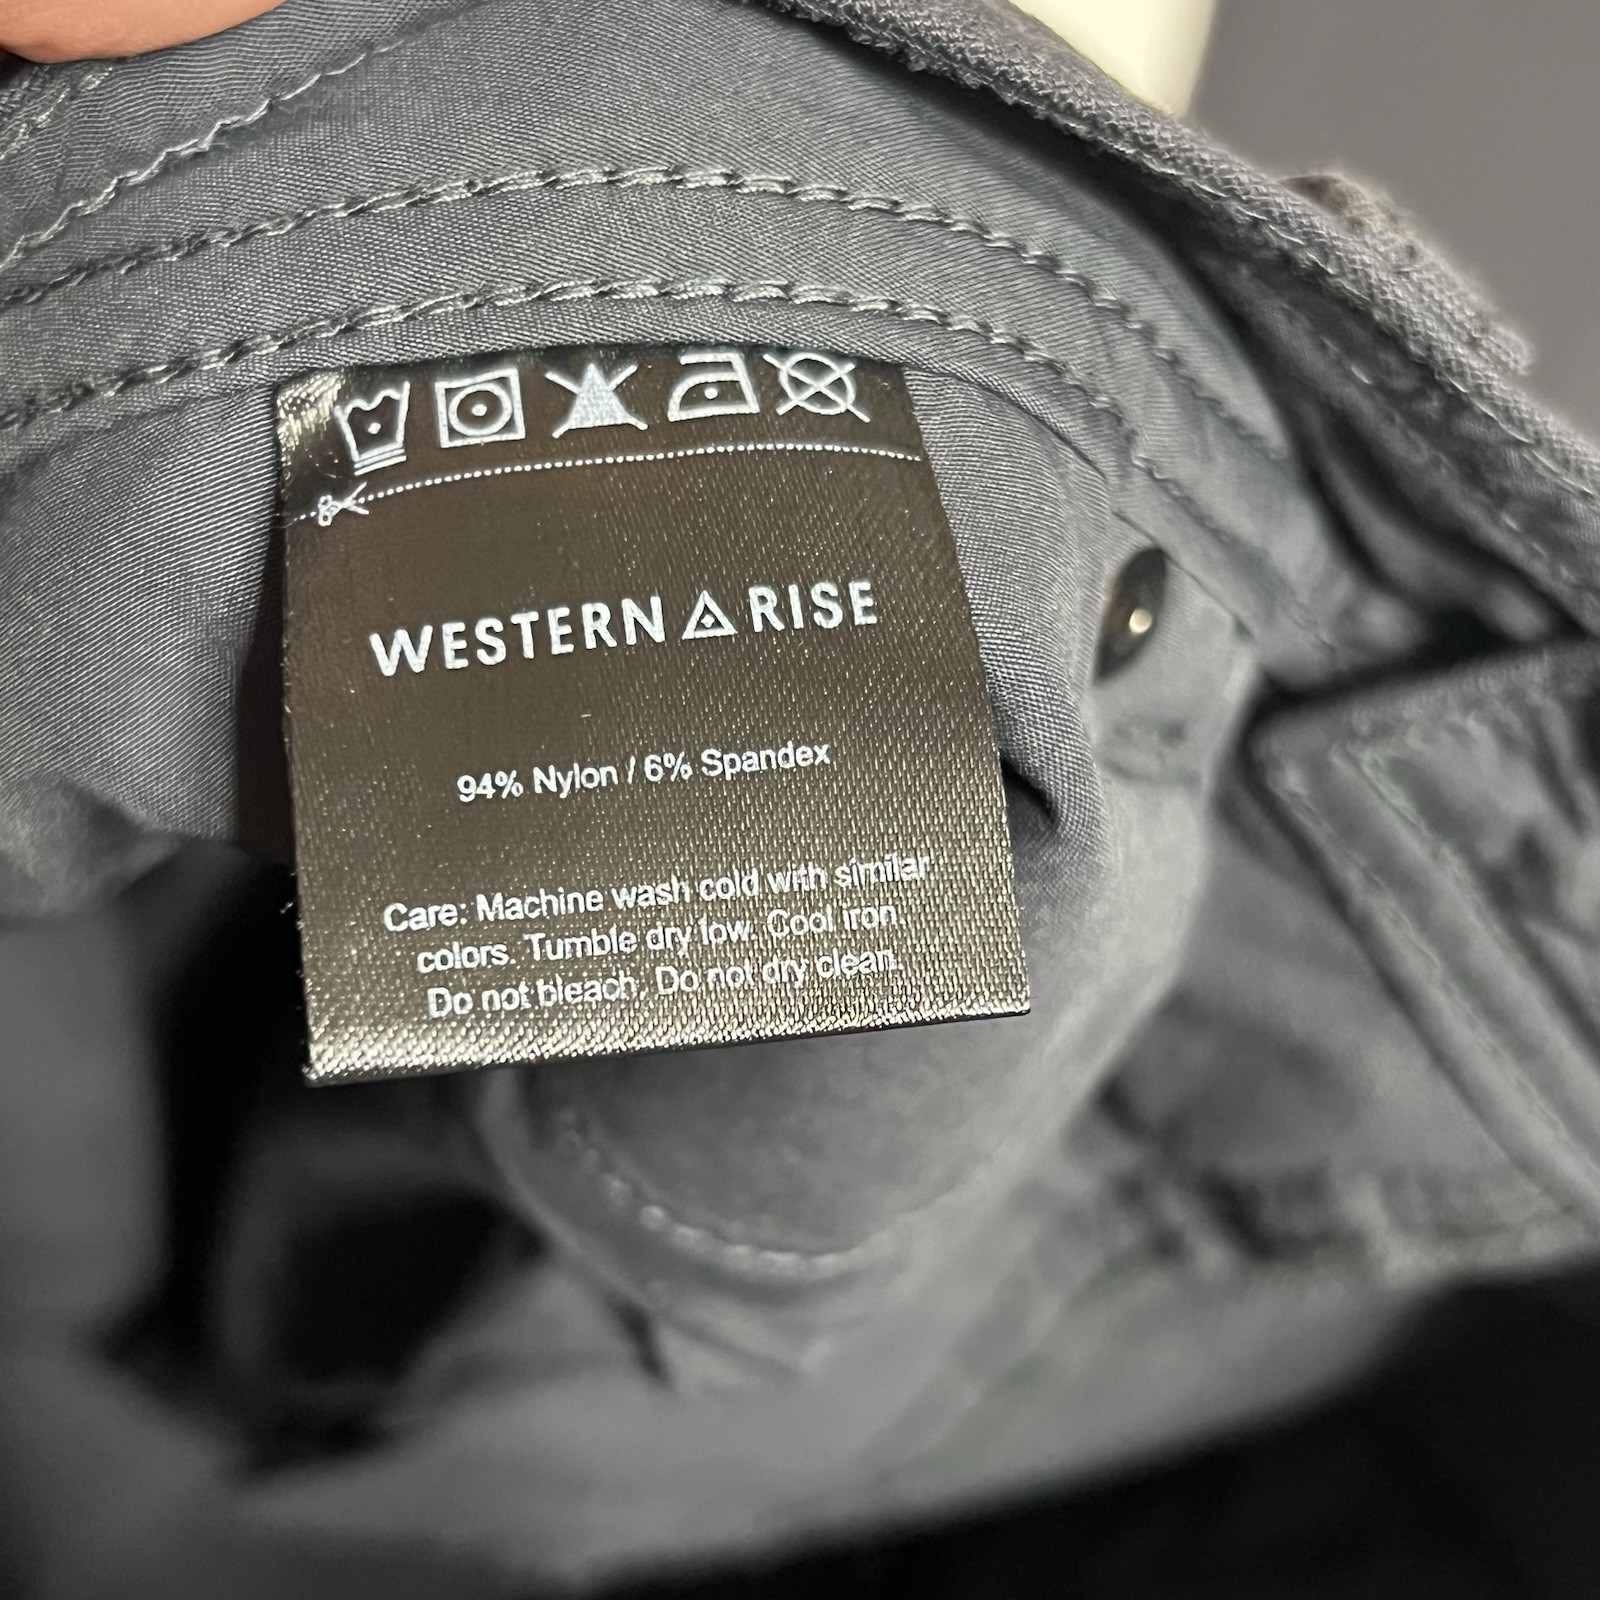 WESTERN RISE
94% Nylon / 6% Spandex
Care: Machine wash cold with similar
colors. Tumble dry low. Cool iron.
Do not bleach. Do not dry clean.